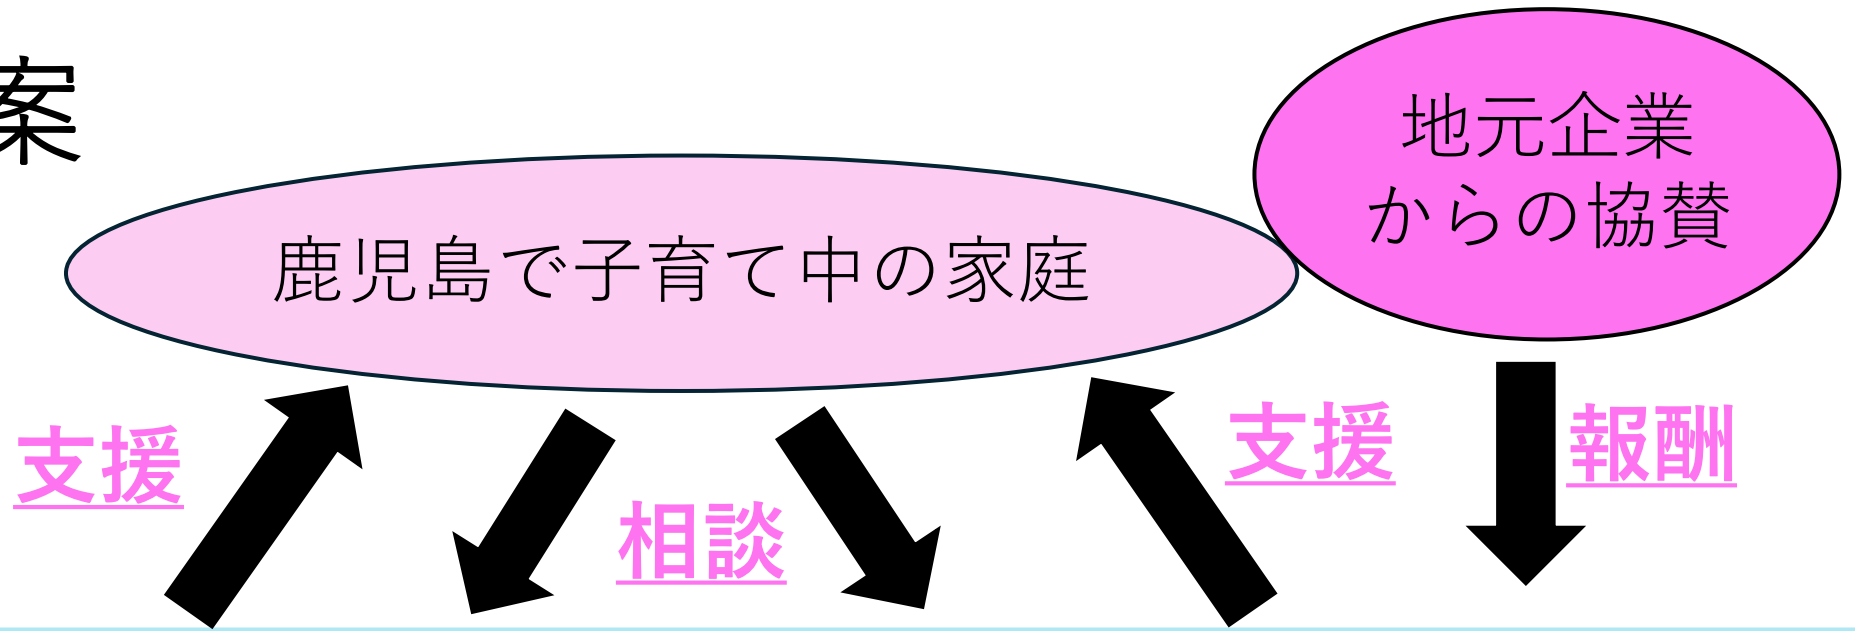 案
地元企業
からの協賛
鹿児島で子育て中の家庭
支援
相談
支援
報酬